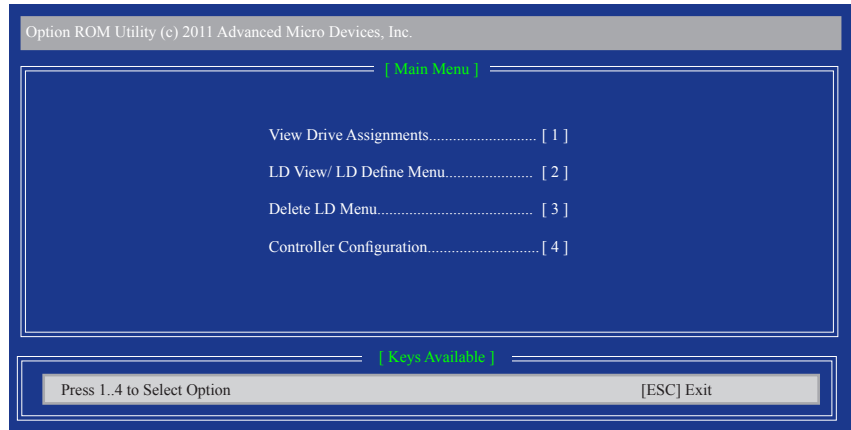 Option ROM Utility (c) 2011 Advanced Micro Devices, Inc.
[ Main Menu ]
View Drive Assignments........................... [ 1 ]
LD View/ LD Define Menu...................... [ 2 ]
Delete LD Menu....................................... [ 3 ]
Controller Configuration............................[ 4 ]
[ Keys Available ]
Press 1..4 to Select Option [ESC] Exit